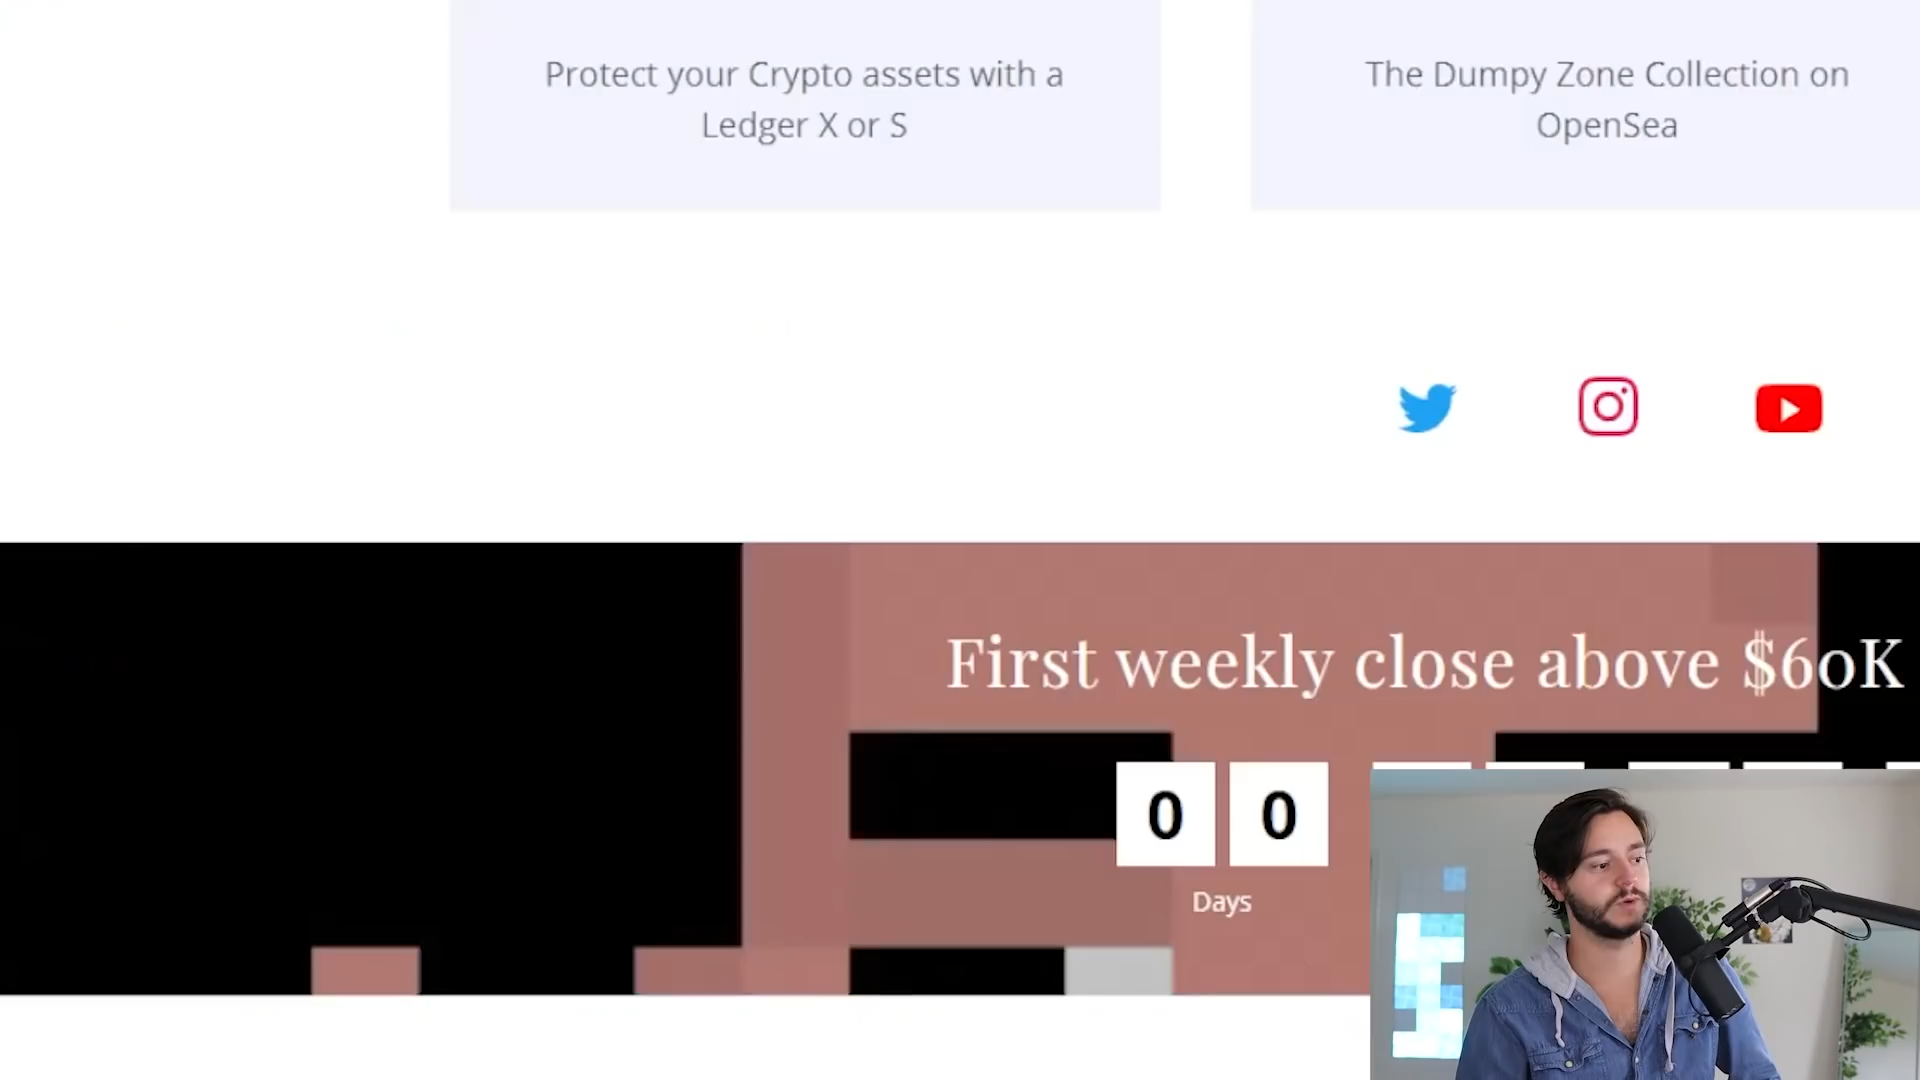 Protect your Crypto assets with a
Ledger X or S
The Dumpy Zone Collection on
OpenSea
First weekly close above $60K
0 0
Days